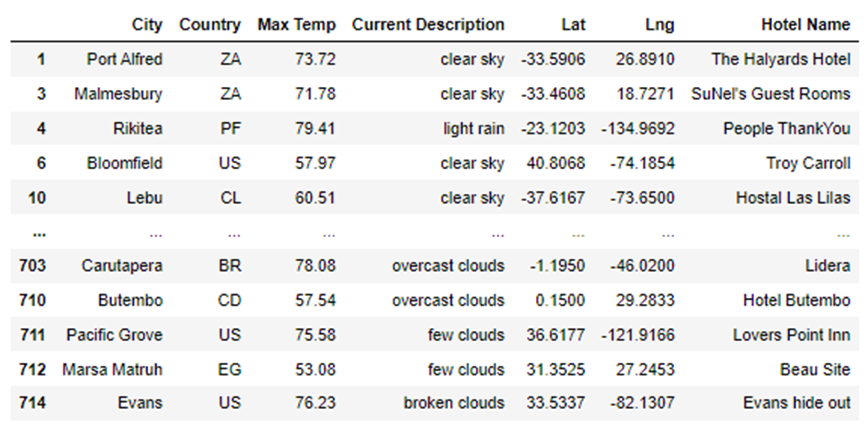 City Country Max Temp Current Description Lat Lng Hotel Name
1 Port Alfred ZA 73.72 clear sky -33.5906 26.8910 The Halyards Hotel
3 Malmesbury ZA 71.78 clear sky -33.4608 18.7271 SuNel's Guest Rooms
4 Rikitea PF 79.41 light rain -23.1203 -134.9692 People ThankYou
6 Bloomfield US 57.97 clear sky 40.8068 -74.1854 Troy Carroll
10 Lebu CL 60.51 clear sky -37.6167 -73.6500 Hostal Las Lilas
... ... ... ... ... ... ... ...
703 Carutapera BR 78.08 overcast clouds -1.1950 -46.0200 Lidera
710 Butembo CD 57.54 overcast clouds 0.1500 29.2833 Hotel Butembo
711 Pacific Grove US 75.58 few clouds 36.6177 -121.9166 Lovers Point Inn
712 Marsa Matruh EG 53.08 few clouds 31.3525 27.2453 Beau Site
714 Evans US 76.23 broken clouds 33.5337 -82.1307 Evans hide out